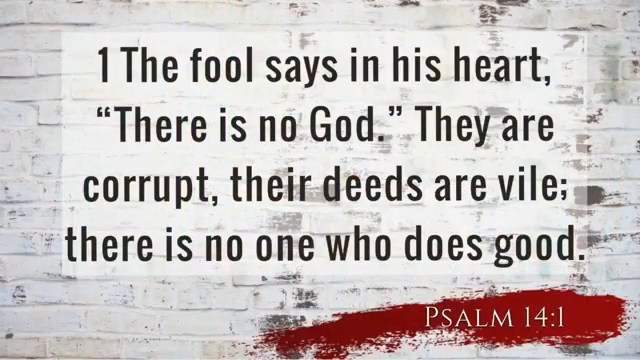 1 The fool says in his heart,
“There is no God.” They are
corrupt, their deeds are vile;
there is no one who does good.
Psalm 14:1